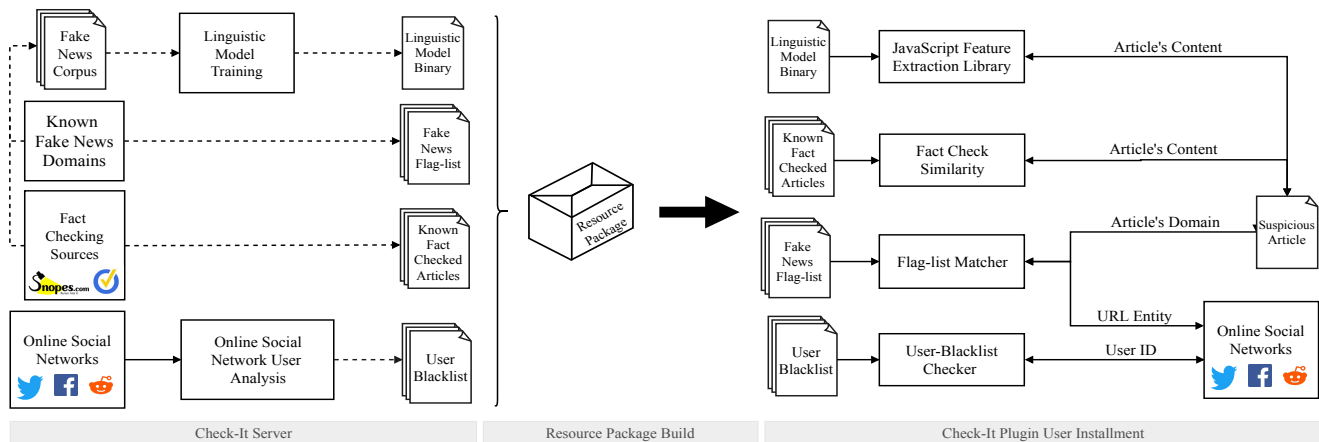 Fake
News
Corpus
Linguistic
Model
Training
Linguistic
Model
Binary
Known
Fake News
Domains
Fake
News
Flag-list
Fact
Checking
Sources
Snopes.com
Known
Fact
Checked
Articles
Online Social
Networks
Online Social
Network User
Analysis
User
Blacklist
Resource
Package
Linguistic
Model
Binary
JavaScript Feature
Extraction Library
Article's Content
Known
Fact
Checked
Articles
Fact Check
Similarity
Article's Content
Fake
News
Flag-list
Flag-list Matcher
Article's Domain
Suspicious
Article
URL Entity
User
Blacklist
User-Blacklist
Checker
User ID
Online Social
Networks
Check-It Server
Resource Package Build
Check-It Plugin User Installment